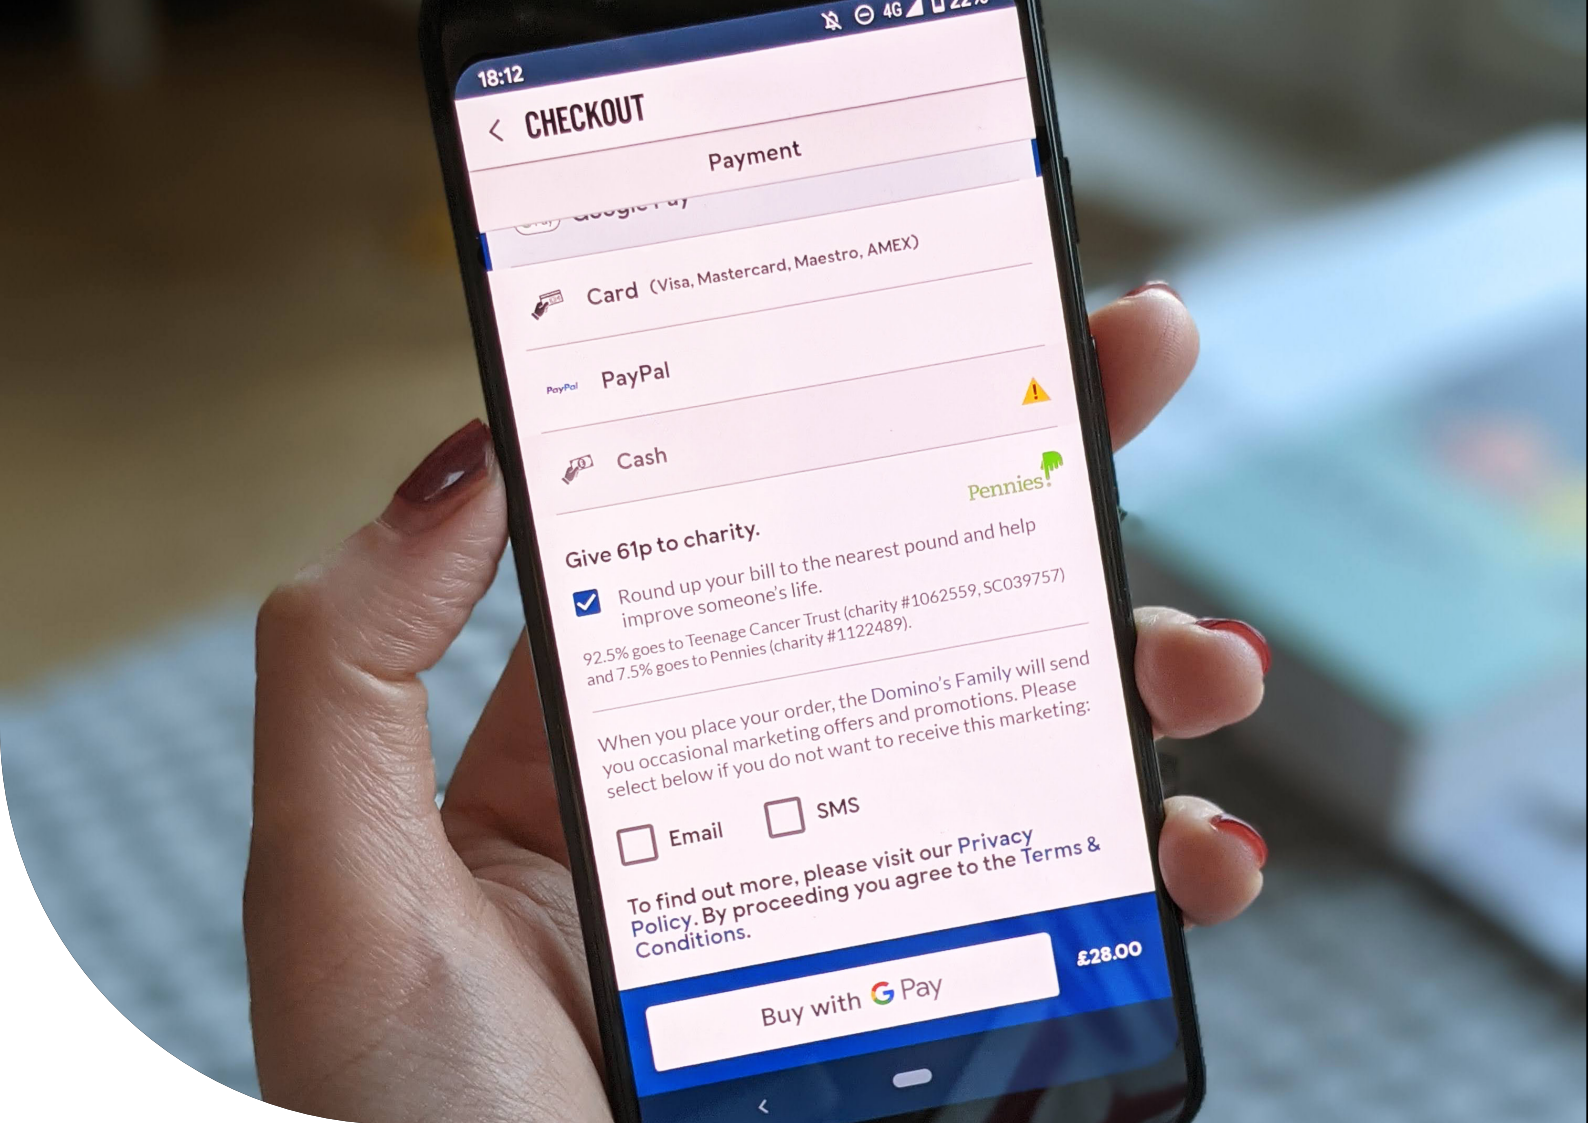 4G 22%
18:12
CHECKOUT
Payment
Google Pay
Card (Visa, Mastercard, Maestro, AMEX)
PayPal PayPal
Cash
Pennies
Give 61p to charity.
Round up your bill to the nearest pound and help
improve someone's life.
92.5% goes to Teenage Cancer Trust (charity #1062559, SC039757)
and 7.5% goes to Pennies (charity #1122489).
When you place your order, the Domino's Family will send
you occasional marketing offers and promotions. Please
select below if you do not want to receive this marketing:
Email SMS
To find out more, please visit our Privacy
Policy. By proceeding you agree to the Terms &
Conditions.
Buy with G Pay £28.00